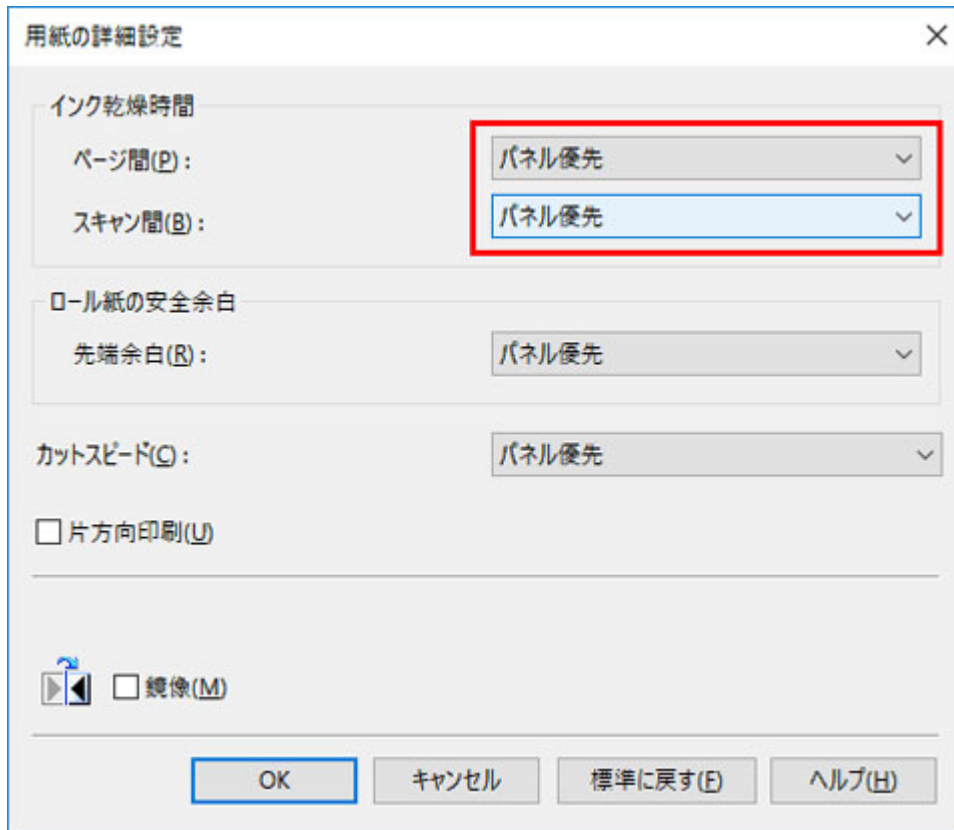 用紙の詳細設定
インク乾燥時間
ページ間(P): パネル優先
スキャン間(B): パネル優先
ロール紙の安全余白
先端余白(R): パネル優先
カットスピード(C): パネル優先
片方向印刷(U)
鏡像(M)
OK キャンセル 標準に戻す(F) ヘルプ(H)